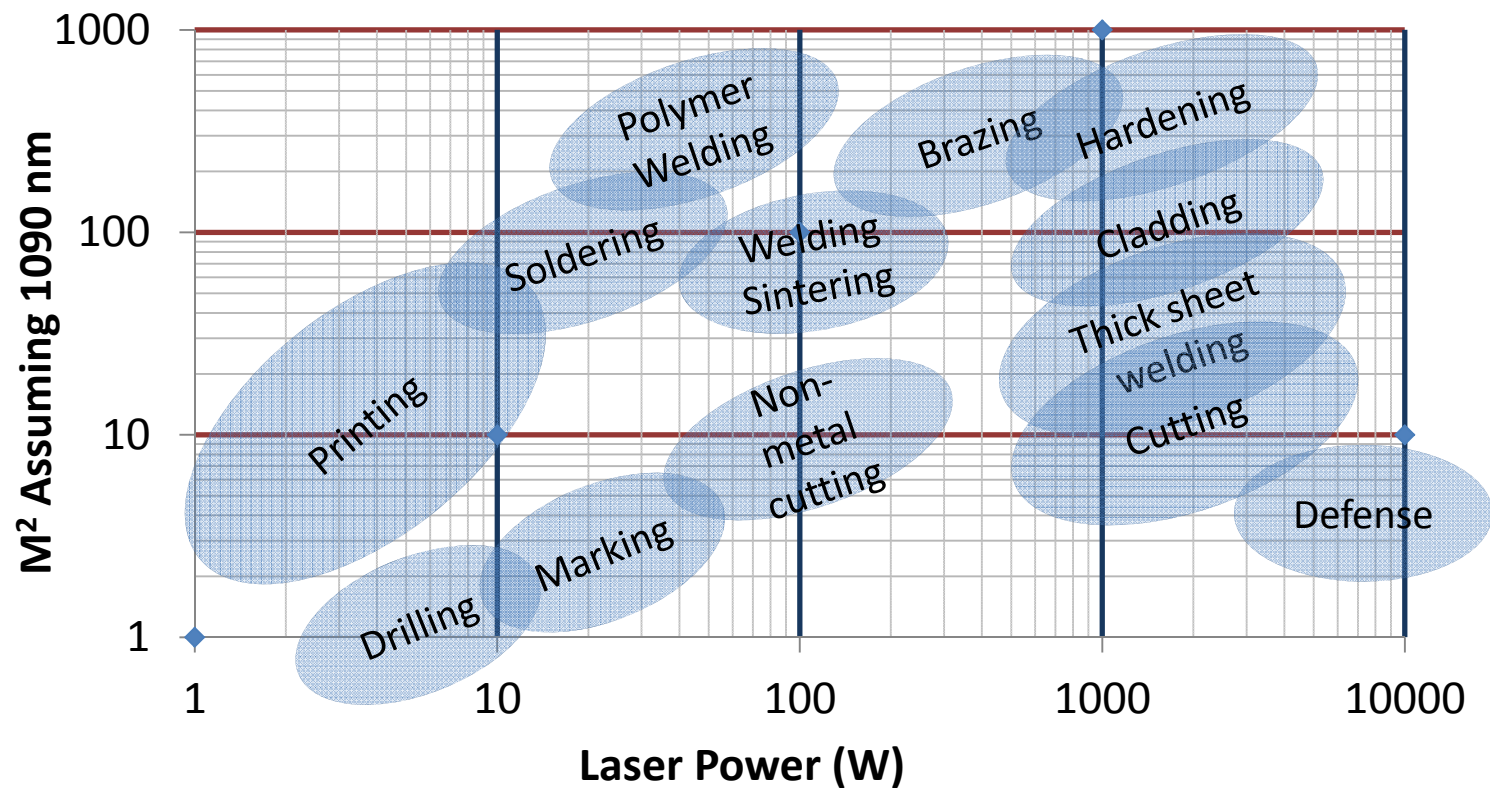 1000
100
10
1
M² Assuming 1090 nm
Polymer
Welding
Brazing
Hardening
Soldering
Welding
Sintering
Cladding
Thick sheet
welding
Printing
Non-
metal
cutting
Cutting
Marking
Defense
Drilling
1
10
100
1000
10000
Laser Power (W)